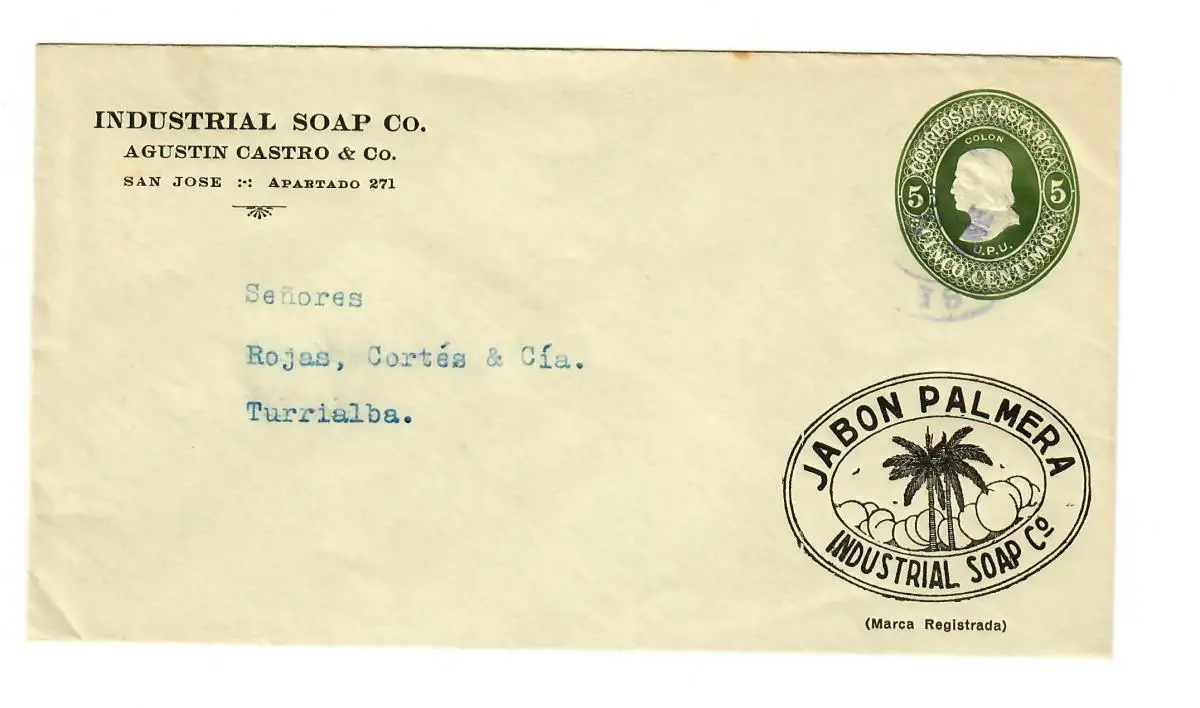 INDUSTRIAL SOAP Co.
AGUSTIN CASTRO & Co.
SAN JOSE :-: APARTADO 271
CORREOS DE COSTA RICA
COLON
5 5
U.P.U.
CINCO CENTIMOS
Señores
Rojas, Cortés & Cía.
Turrialba.
JABON PALMERA
INDUSTRIAL SOAP Cº
(Marca Registrada)